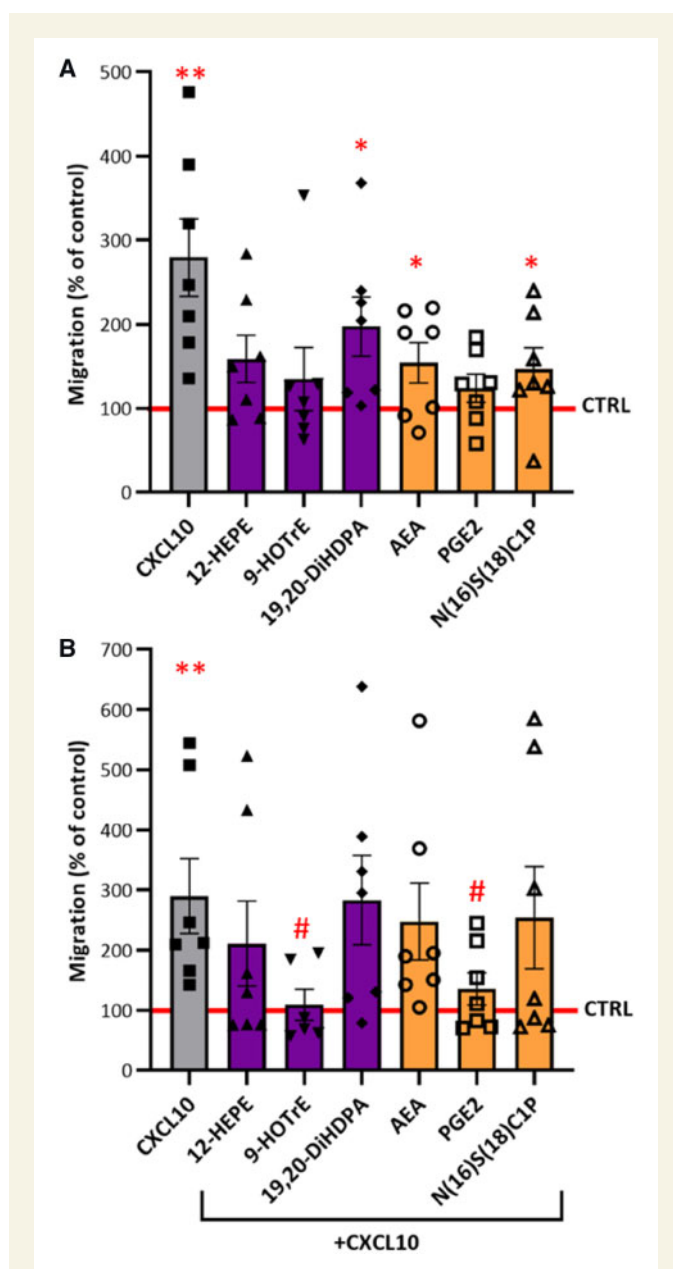 A
500
400
300
200
100
0
Migration (% of control)
**
*
*
*
CTRL
CXCL10
12-HEPE
9-HOTrE
19,20-DiHDPA
AEA
PGE2
N(16)S(18)C1P
B
700
600
500
400
300
200
100
0
Migration (% of control)
**
#
#
CTRL
CXCL10
12-HEPE
9-HOTrE
19,20-DiHDPA
AEA
PGE2
N(16)S(18)C1P
+CXCL10